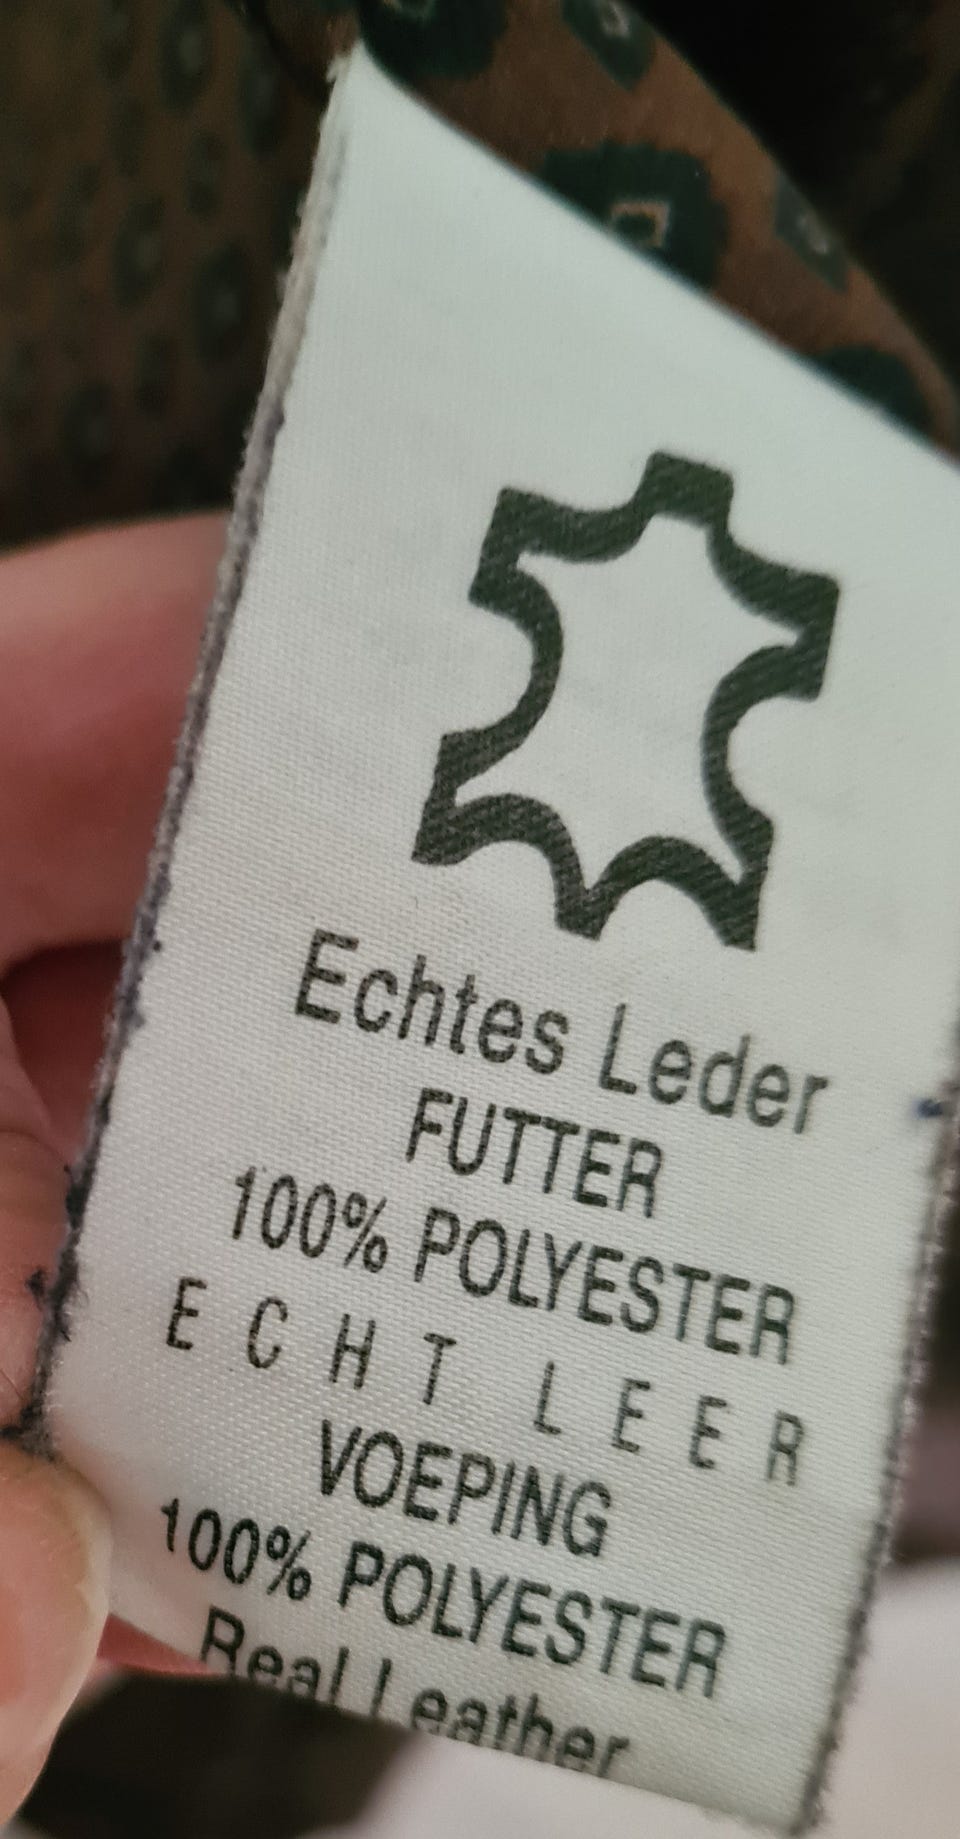 Echtes Leder
FUTTER
100% POLYESTER
ECHT LEER
VOEPING
100% POLYESTER
Real Leather